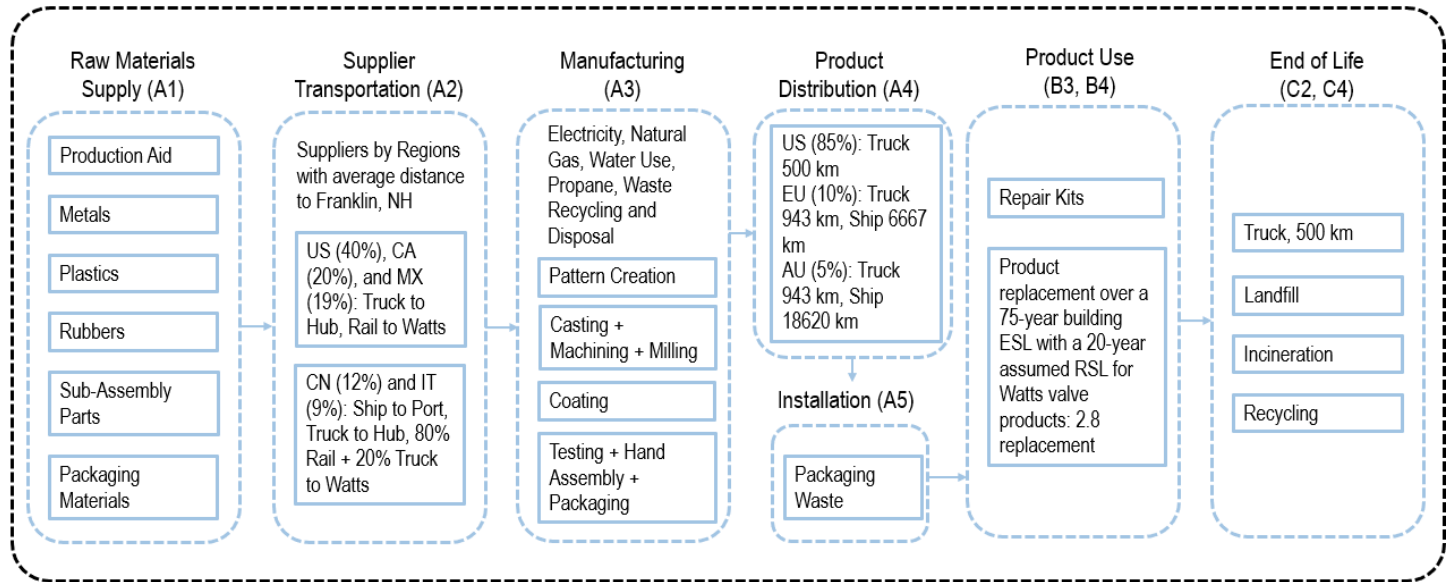 Raw Materials
Supply (A1)
Production Aid
Metals
Plastics
Rubbers
Sub-Assembly
Parts
Packaging
Materials
Supplier
Transportation (A2)
Suppliers by Regions
with average distance
to Franklin, NH
US (40%), CA
(20%), and MX
(19%): Truck to
Hub, Rail to Watts
CN (12%) and IT
(9%): Ship to Port,
Truck to Hub, 80%
Rail + 20% Truck
to Watts
Manufacturing
(A3)
Electricity, Natural
Gas, Water Use,
Propane, Waste
Recycling and
Disposal
Pattern Creation
Casting +
Machining + Milling
Coating
Testing + Hand
Assembly +
Packaging
Product
Distribution (A4)
US (85%): Truck
500 km
EU (10%): Truck
943 km, Ship 6667
km
AU (5%): Truck
943 km, Ship
18620 km
Installation (A5)
Packaging
Waste
Product Use
(B3, B4)
Repair Kits
Product
replacement over a
75-year building
ESL with a 20-year
assumed RSL for
Watts valve
products: 2.8
replacement
End of Life
(C2, C4)
Truck, 500 km
Landfill
Incineration
Recycling